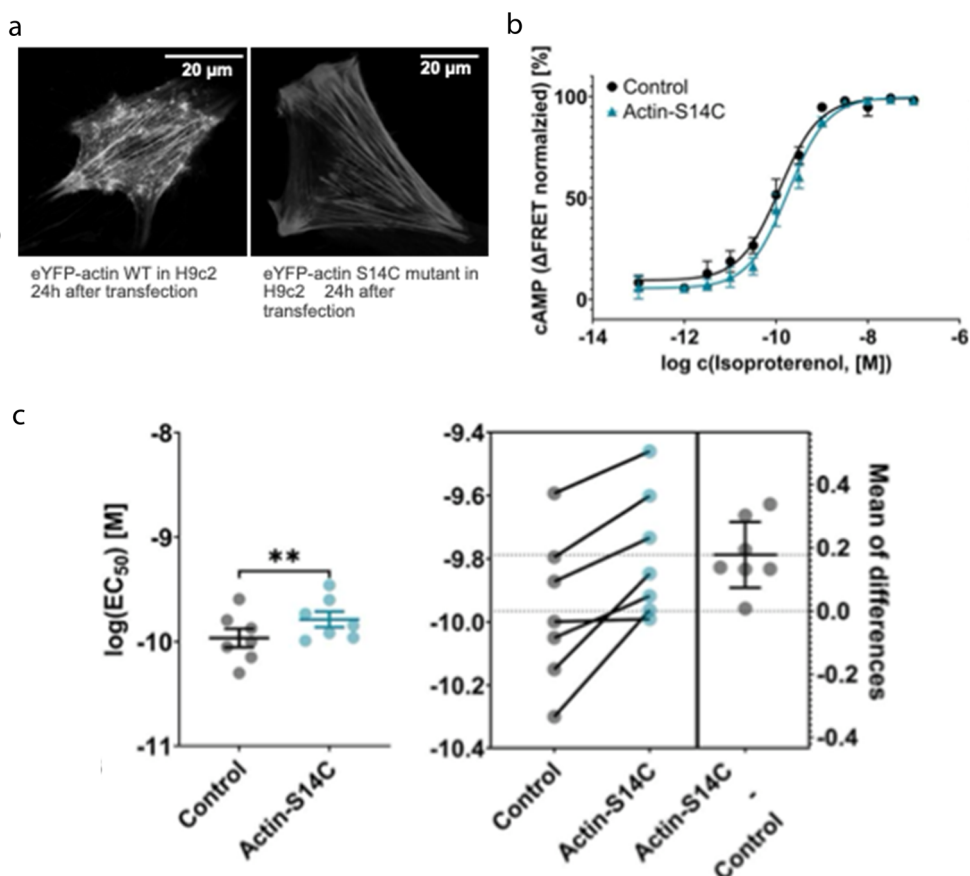 a
20 µm
20 µm
eYFP-actin WT in H9c2
24h after transfection
eYFP-actin S14C mutant in
H9c2 24h after
transfection
b
cAMP (ΔFRET normalzied) [%]
100
50
0
Control
Actin-S14C
-14
-12
-10
-8
-6
log c(Isoproterenol, [M])
c
log(EC50) [M]
-8
-9
-10
-11
**
Control
Actin-S14C
-9.4
-9.6
-9.8
-10.0
-10.2
-10.4
0.4
0.2
0.0
-0.2
-0.4
Mean of differences
Control
Actin-S14C
Actin-S14C
-
Control